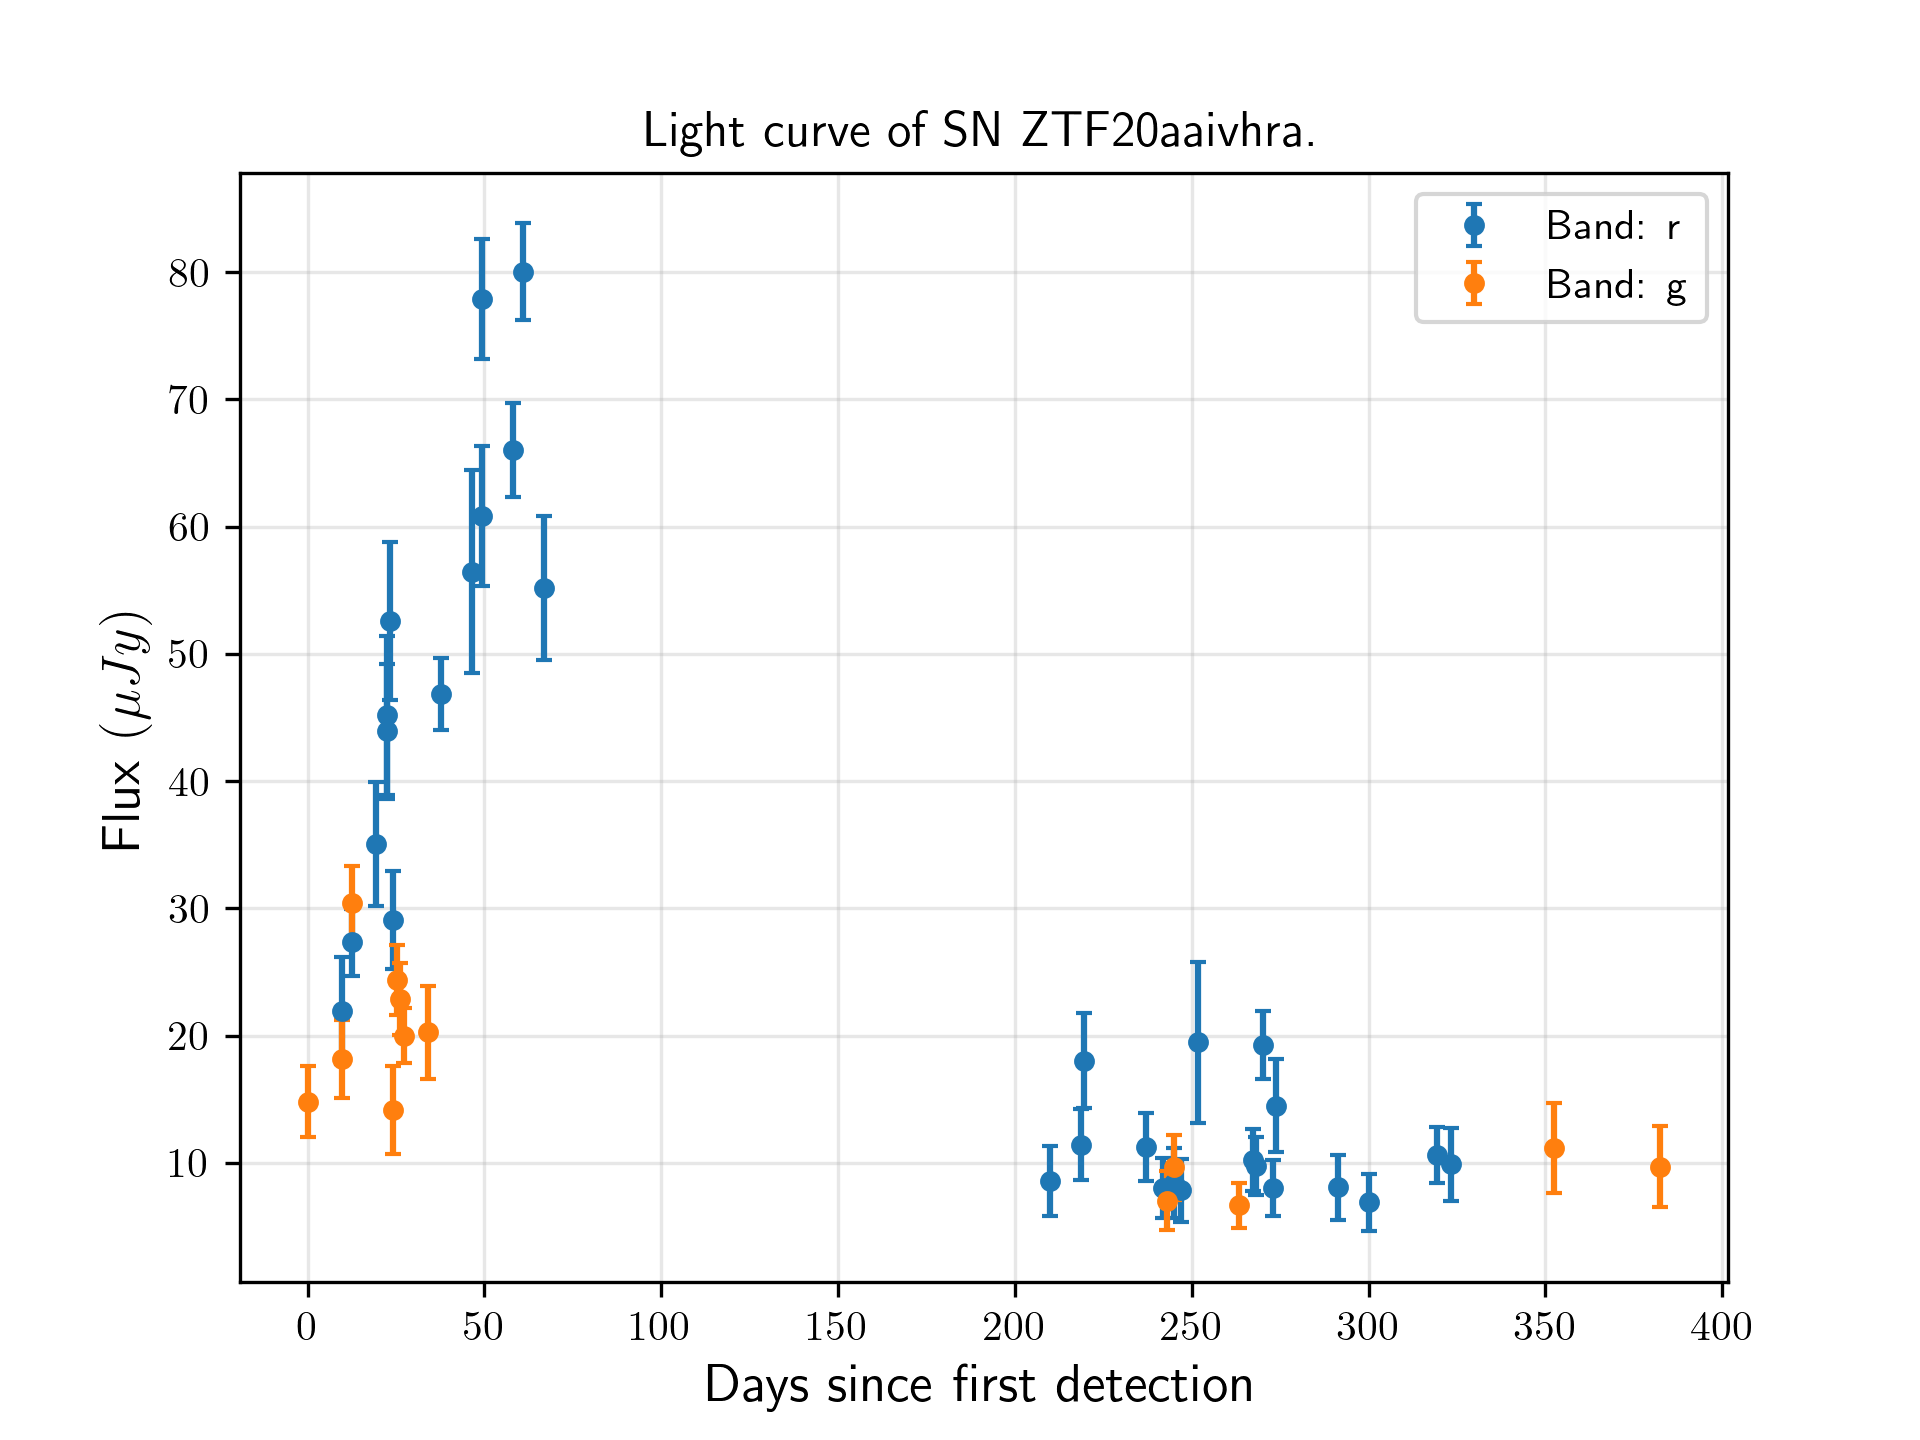 Light curve of SN ZTF20aaivhra.
Band: r
Band: g
Flux (μJy)
80
70
60
50
40
30
20
10
0 50 100 150 200 250 300 350 400
Days since first detection